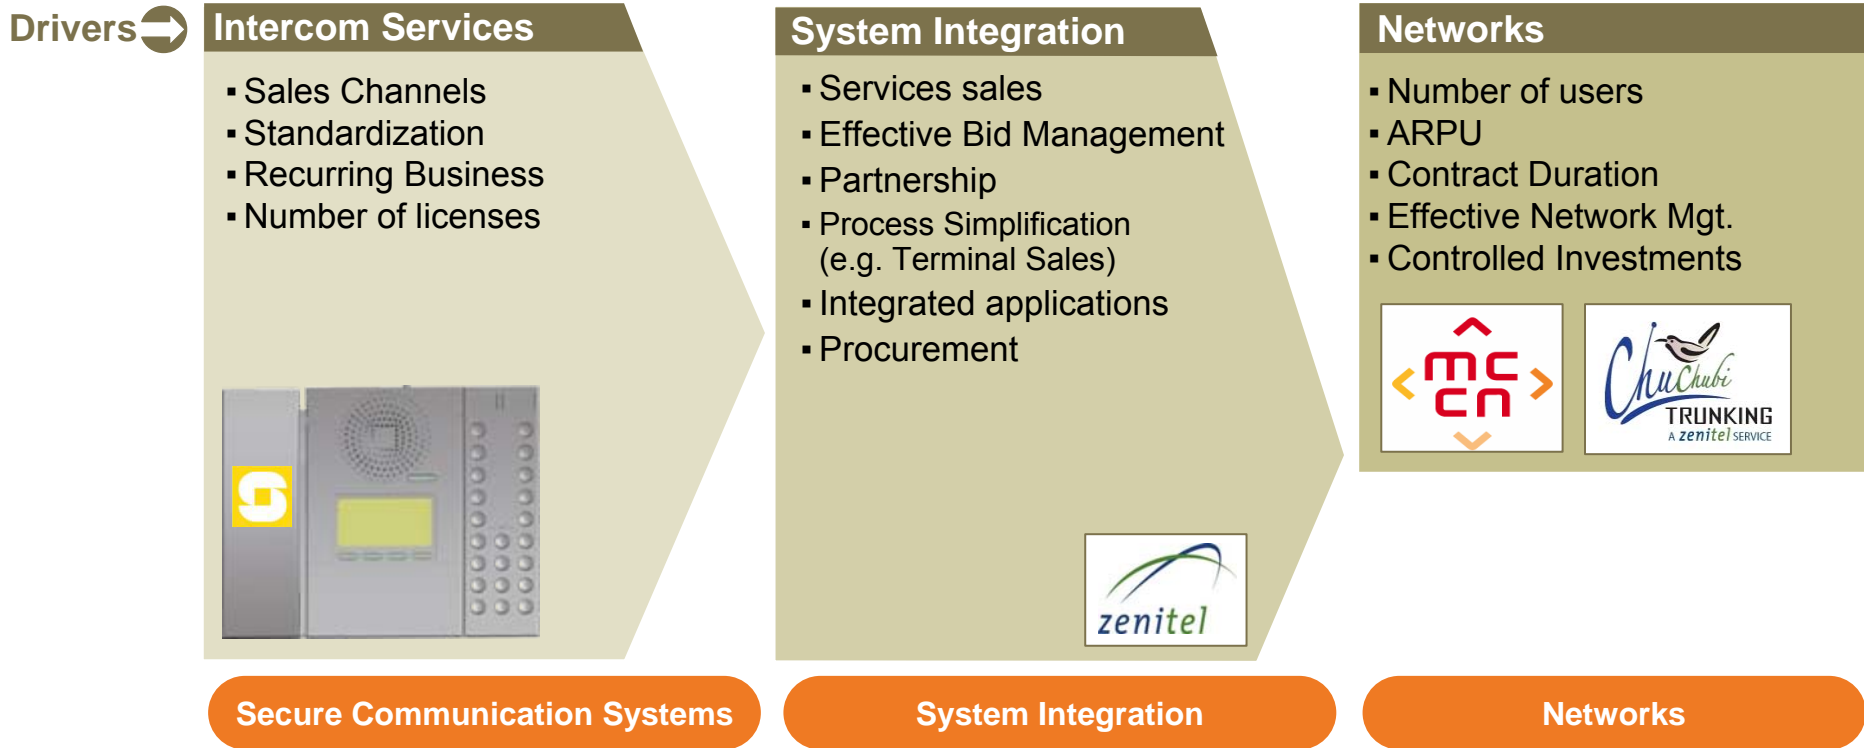 Drivers
Intercom Services
▪ Sales Channels
▪ Standardization
▪ Recurring Business
▪ Number of licenses
System Integration
▪ Services sales
▪ Effective Bid Management
▪ Partnership
▪ Process Simplification
(e.g. Terminal Sales)
▪ Integrated applications
▪ Procurement
zenitel
Networks
▪ Number of users
▪ ARPU
▪ Contract Duration
▪ Effective Network Mgt.
▪ Controlled Investments
mc
cn
ChuChubi
TRUNKING
A zenitel SERVICE
Secure Communication Systems
System Integration
Networks